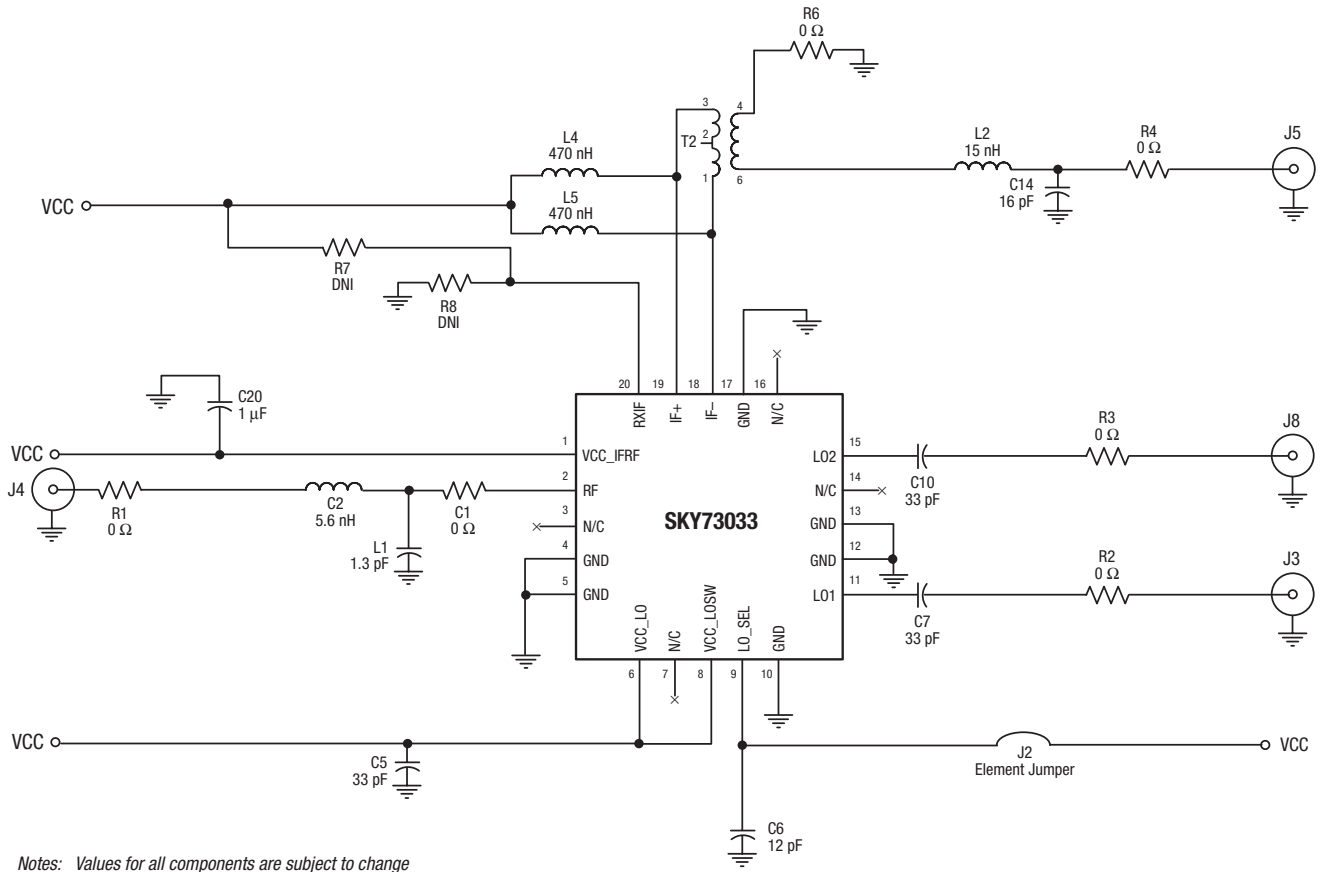 R6
0 Ω
3
4
T2
2
1
6
L4
470 nH
L5
470 nH
L2
15 nH
R4
0 Ω
J5
C14
16 pF
VCC
R7
DNI
R8
DNI
C20
1 μF
20
19
18
17
16
RXIF
IF+
IF–
GND
N/C
VCC
1
VCC_IFRF
J4
R1
0 Ω
C2
5.6 nH
L1
1.3 pF
C1
0 Ω
2
RF
3
N/C
4
GND
5
GND
SKY73033
LO2
15
N/C
14
GND
13
GND
12
LO1
11
C10
33 pF
R3
0 Ω
J8
C7
33 pF
R2
0 Ω
J3
VCC_LO
N/C
VCC_LOSW
LO_SEL
GND
6
7
8
9
10
VCC
C5
33 pF
J2
Element Jumper
VCC
C6
12 pF
Notes: Values for all components are subject to change